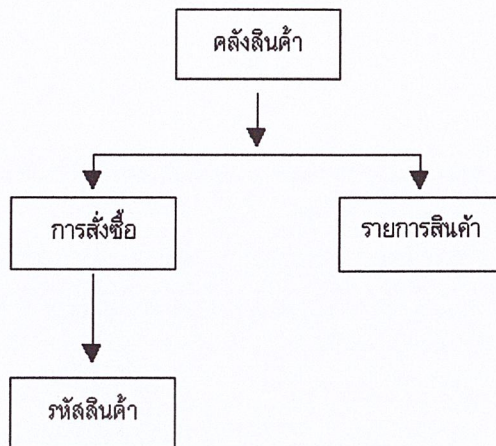 คลังสินค้า
การสั่งซื้อ
รายการสินค้า
รหัสสินค้า